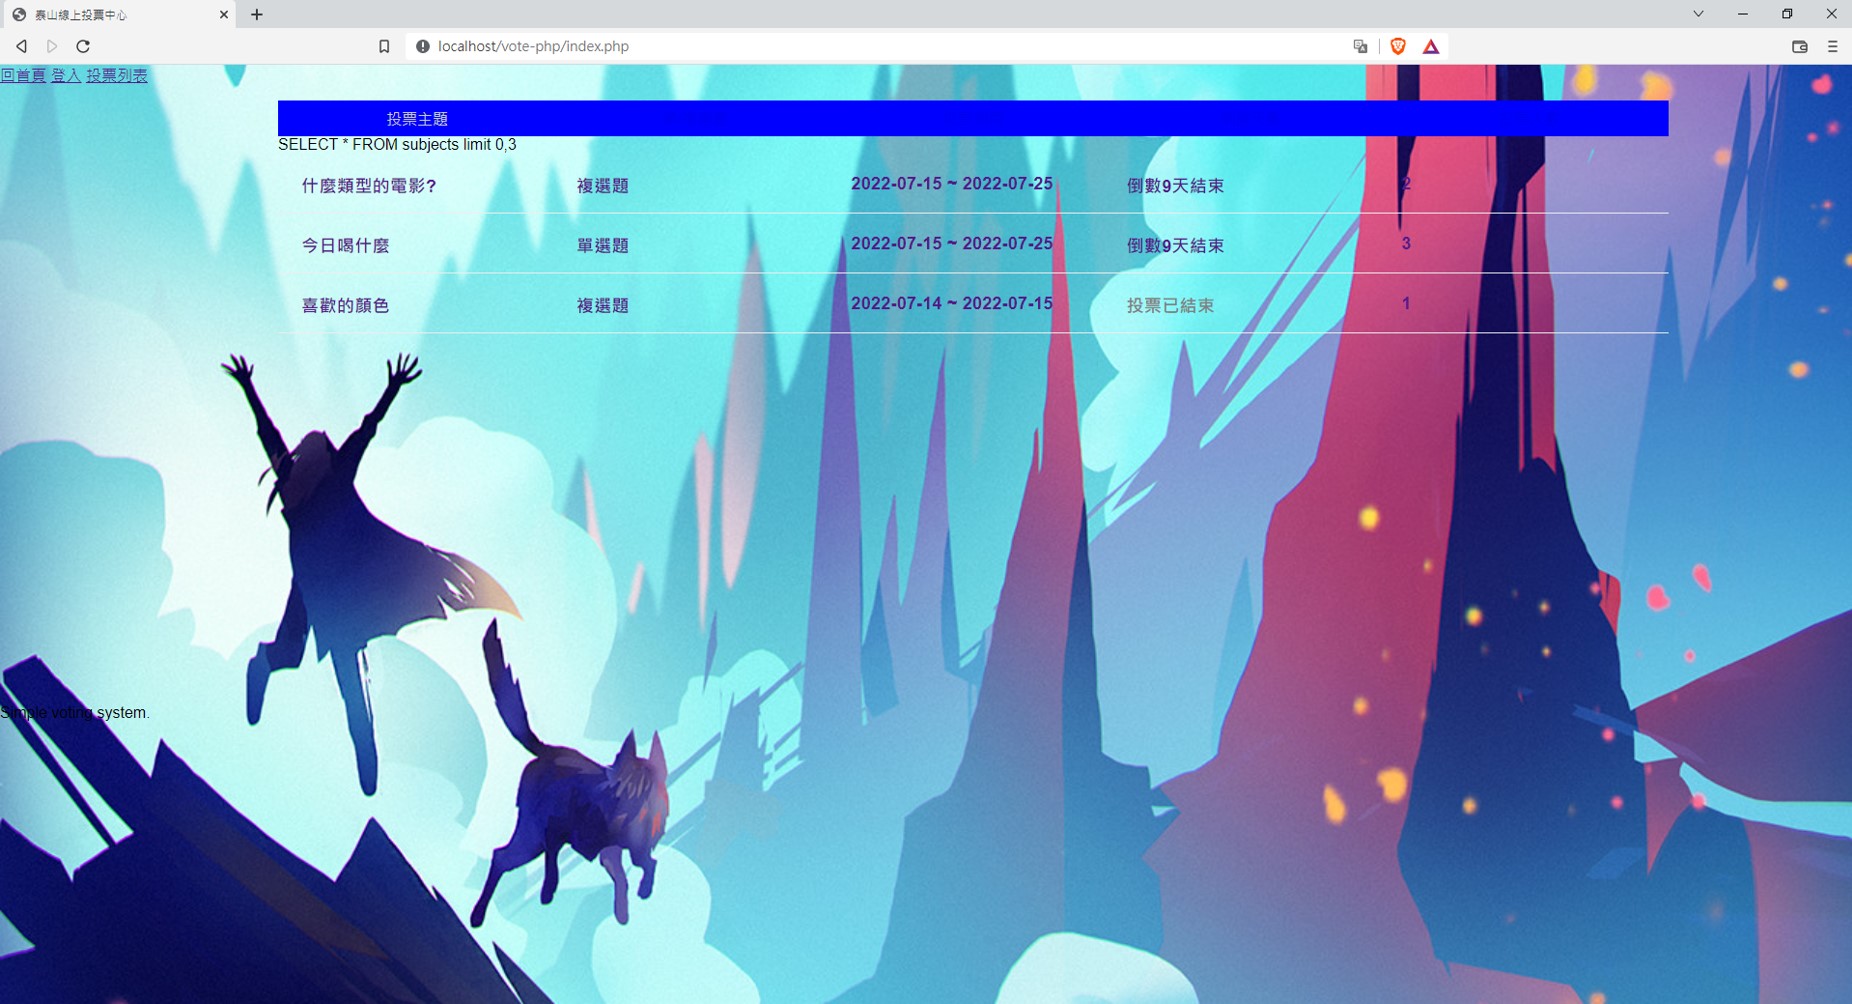 泰山線上投票中心
localhost/vote-php/index.php
回首頁 登入 投票列表
投票主題
SELECT * FROM subjects limit 0,3
什麼類型的電影? 複選題 2022-07-15 ~ 2022-07-25 倒數9天結束 2
今日喝什麼 單選題 2022-07-15 ~ 2022-07-25 倒數9天結束 3
喜歡的顏色 複選題 2022-07-14 ~ 2022-07-15 投票已結束 1
Simple voting system.